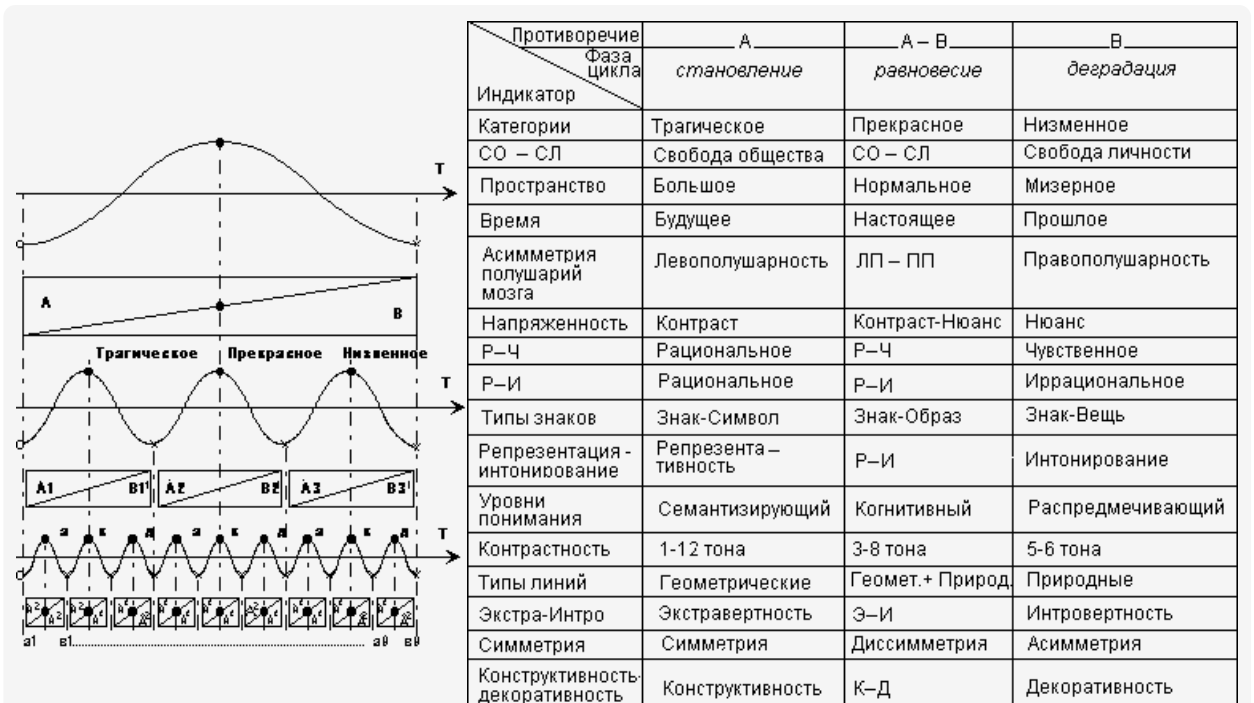 Т
А
В
Трагическое Прекрасное Низменное
Т
А1 В1 А2 В2 А3 В3
а к д а к д а к д
Т
а1 в1 а9 в9
Противоречие А А – В В
Фаза
цикла становление равновесие деградация
Индикатор
Категории Трагическое Прекрасное Низменное
СО – СЛ Свобода общества СО – СЛ Свобода личности
Пространство Большое Нормальное Мизерное
Время Будущее Настоящее Прошлое
Асимметрия
полушарий Левополушарность ЛП – ПП Правополушарность
мозга
Напряженность Контраст Контраст-Нюанс Нюанс
Р–Ч Рациональное Р–Ч Чувственное
Р–И Рациональное Р–И Иррациональное
Типы знаков Знак-Символ Знак-Образ Знак-Вещь
Репрезентация - Репрезента –
интонирование тивность Р–И Интонирование
Уровни
понимания Семантизирующий Когнитивный Распредмечивающий
Контрастность 1-12 тона 3-8 тона 5-6 тона
Типы линий Геометрические Геомет.+ Природ. Природные
Экстра-Интро Экстравертность Э–И Интровертность
Симметрия Симметрия Диссимметрия Асимметрия
Конструктивность-
декоративность Конструктивность К–Д Декоративность